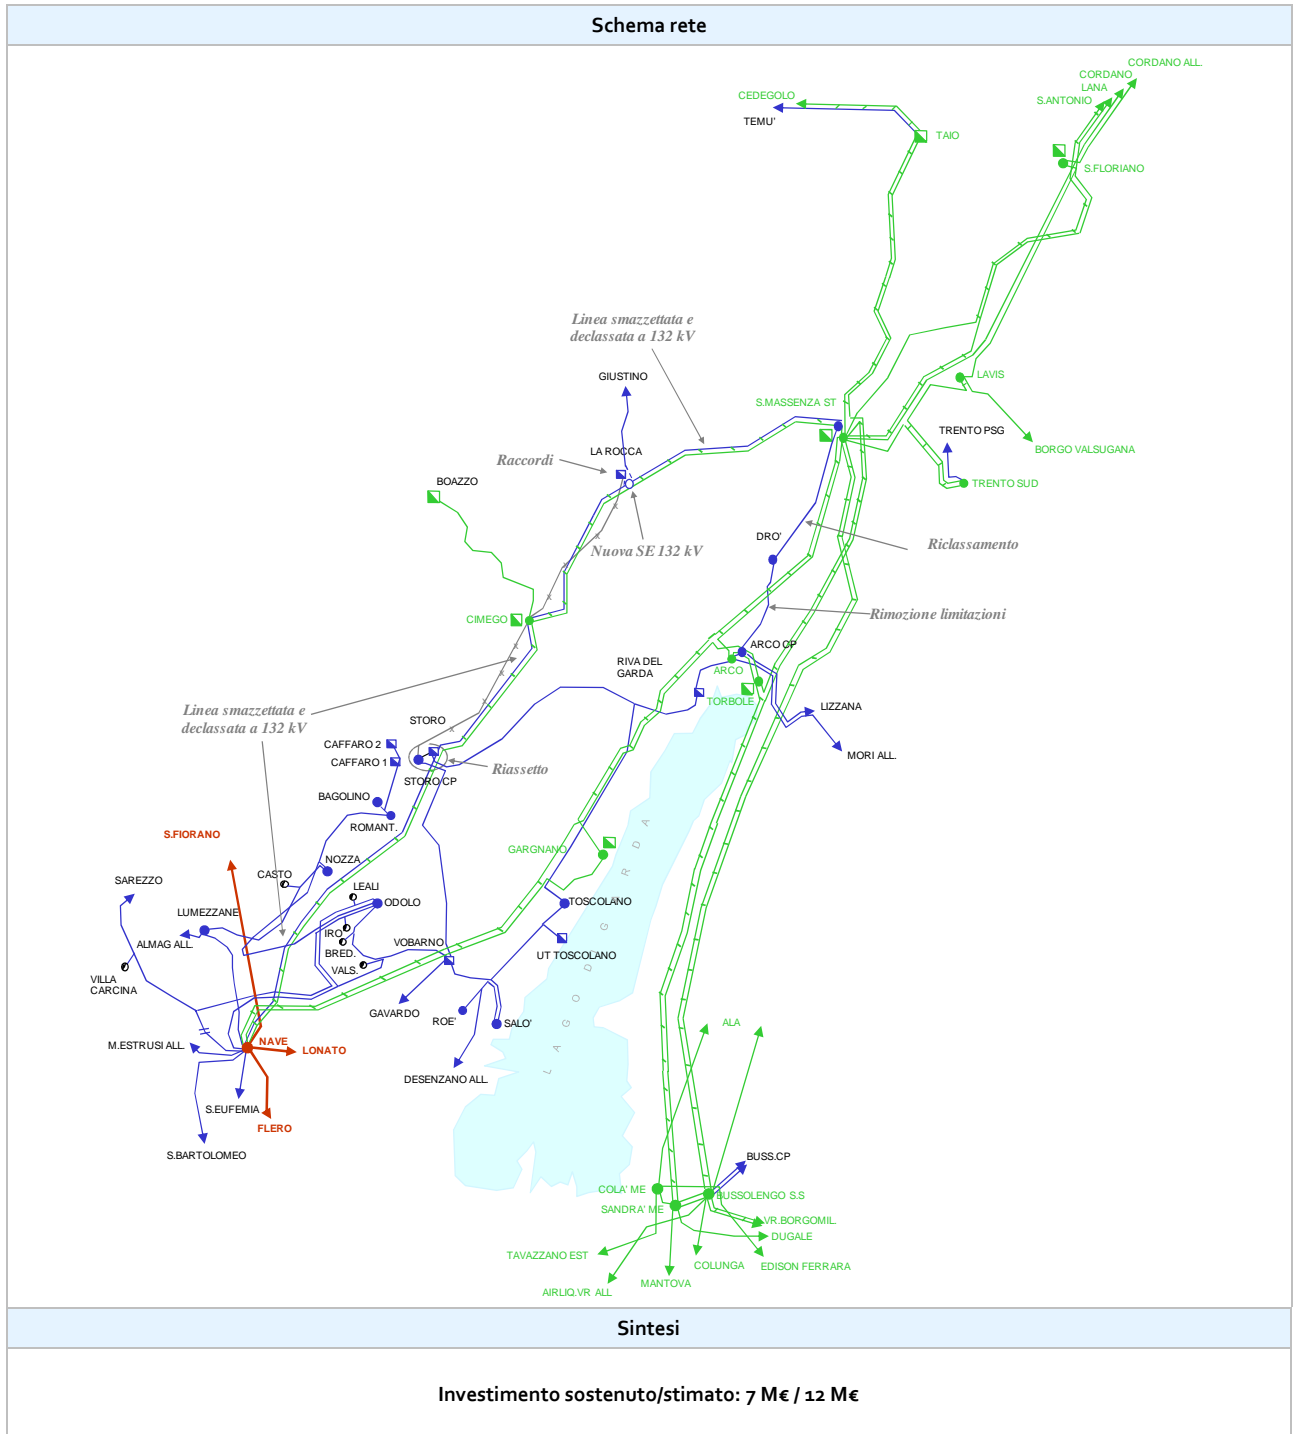 Schema rete
CORDANO ALL.
CORDANO
LANA
S.ANTONIO
CEDEGOLO
TEMU'
TAIO
S.FLORIANO
Linea smazzettata e
declassata a 132 kV
GIUSTINO
S.MASSENZA ST
LAVIS
TRENTO PSG
BORGO VALSUGANA
LA ROCCA
Raccordi
BOAZZO
TRENTO SUD
DRO'
Nuova SE 132 kV
Riclassamento
CIMEGO
Rimozione limitazioni
ARCO CP
RIVA DEL
GARDA
ARCO
TORBOLE
LIZZANA
Linea smazzettata e
declassata a 132 kV
STORO
CAFFARO 2
CAFFARO 1
MORI ALL.
Riassetto
STORO CP
BAGOLINO
ROMANT.
S.FIORANO
GARGNANO
NOZZA
CASTO
SAREZZO
LEALI
ODOLO
TOSCOLANO
LUMEZZANE
IRO
ALMAG ALL.
BRED.
VOBARNO
UT TOSCOLANO
VALS.
VILLA
CARCINA
LAGO DI GARDA
GAVARDO
ROE'
SALO'
ALA
M.ESTRUSI ALL.
NAVE
LONATO
DESENZANO ALL.
S.EUFEMIA
FLERO
S.BARTOLOMEO
BUSS.CP
COLA' ME
BUSSOLENGO S.S
SANDRA' ME
VR.BORGOMIL.
DUGALE
TAVAZZANO EST
COLUNGA
EDISON FERRARA
MANTOVA
AIRLIQ.VR ALL
Sintesi
Investimento sostenuto/stimato: 7 M€ / 12 M€